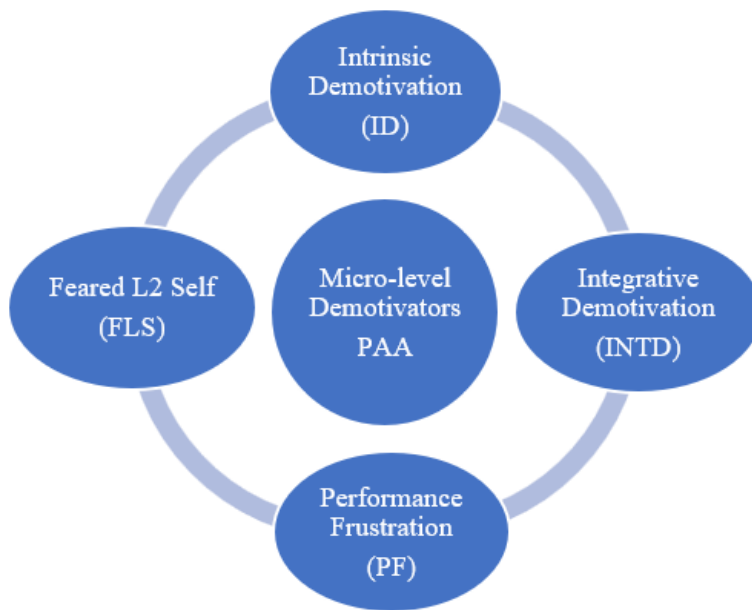 Intrinsic
Demotivation
(ID)
Feared L2 Self
(FLS)
Micro-level
Demotivators
PAA
Integrative
Demotivation
(INTD)
Performance
Frustration
(PF)